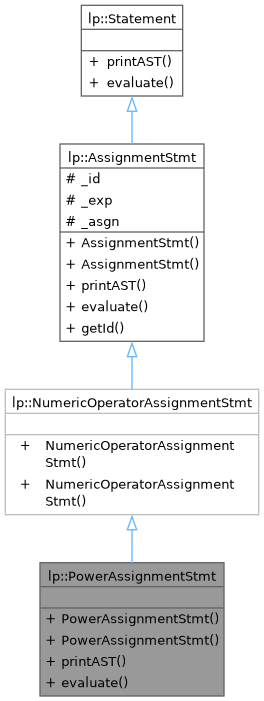 lp::Statement
+ printAST()
+ evaluate()
lp::AssignmentStmt
# _id
# _exp
# _asgn
+ AssignmentStmt()
+ AssignmentStmt()
+ printAST()
+ evaluate()
+ getId()
lp::NumericOperatorAssignmentStmt
+ NumericOperatorAssignment
Stmt()
+ NumericOperatorAssignment
Stmt()
lp::PowerAssignmentStmt
+ PowerAssignmentStmt()
+ PowerAssignmentStmt()
+ printAST()
+ evaluate()